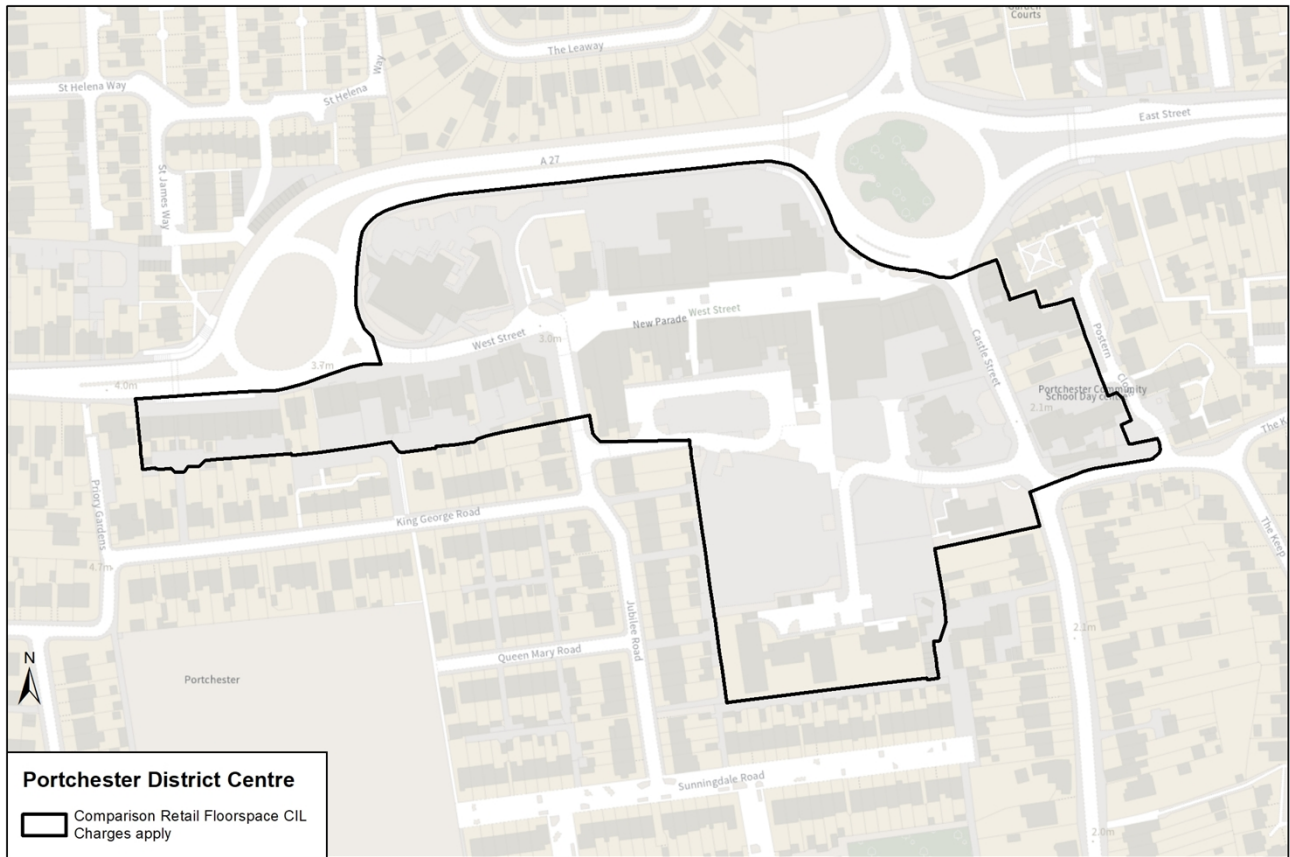 Garden
Courts
The Leaway
St Helena Way
St Helena
Way
East Street
A 27
St James Way
West Street
New Parade
West Street
3.0m
3.7m
4.0m
Castle Street
Postern
Close
Portchester Community
School Day
2.1m
The Keep
Priory Gardens
King George Road
4.7m
Jubilee Road
2.1m
Queen Mary Road
N
Portchester
Sunningdale Road
2.0m
Portchester District Centre
Comparison Retail Floorspace CIL
Charges apply